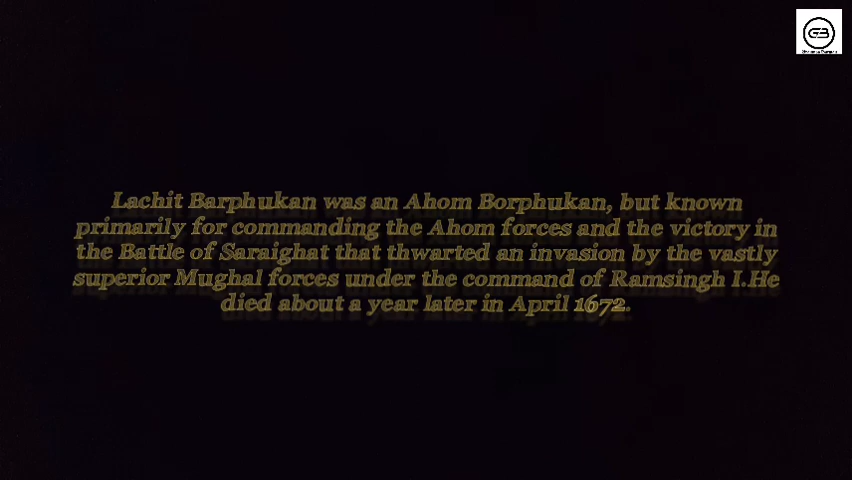 GB
Lachit Barphukan was an Ahom Borphukan, but known
primarily for commanding the Ahom forces and the victory in
the Battle of Saraighat that thwarted an invasion by the vastly
superior Mughal forces under the command of Ramsingh I.He
died about a year later in April 1672.